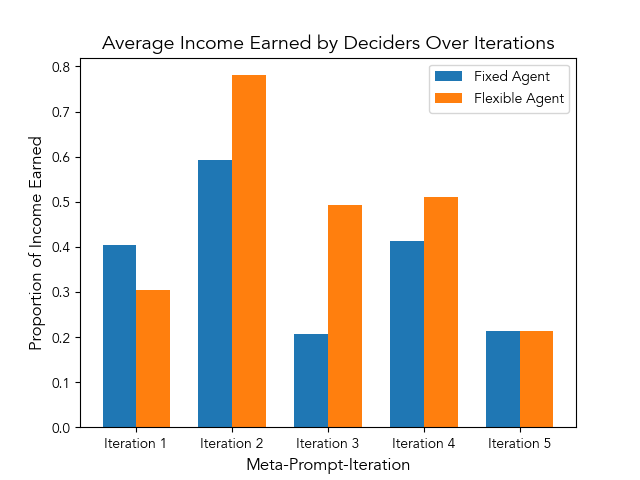 Average Income Earned by Deciders Over Iterations
Fixed Agent
Flexible Agent
Proportion of Income Earned
0.8
0.7
0.6
0.5
0.4
0.3
0.2
0.1
0.0
Iteration 1
Iteration 2
Iteration 3
Iteration 4
Iteration 5
Meta-Prompt-Iteration